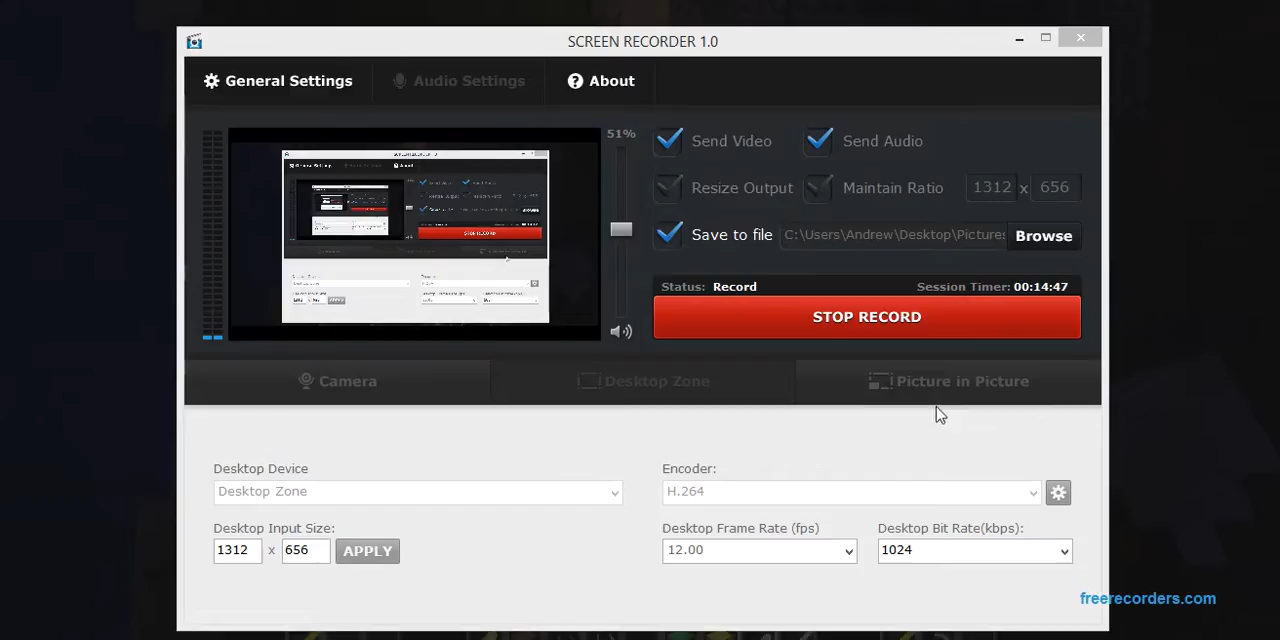 SCREEN RECORDER 1.0
General Settings Audio Settings About
51%
Send Video Send Audio
Resize Output Maintain Ratio 1312 x 656
Save to file C:\Users\Andrew\Desktop\Pictures Browse
Status: Record Session Timer: 00:14:47
STOP RECORD
Camera Desktop Zone Picture in Picture
Desktop Device Encoder:
Desktop Zone H.264
Desktop Input Size: Desktop Frame Rate (fps) Desktop Bit Rate(kbps):
1312 x 656 APPLY 12.00 1024
freerecorders.com